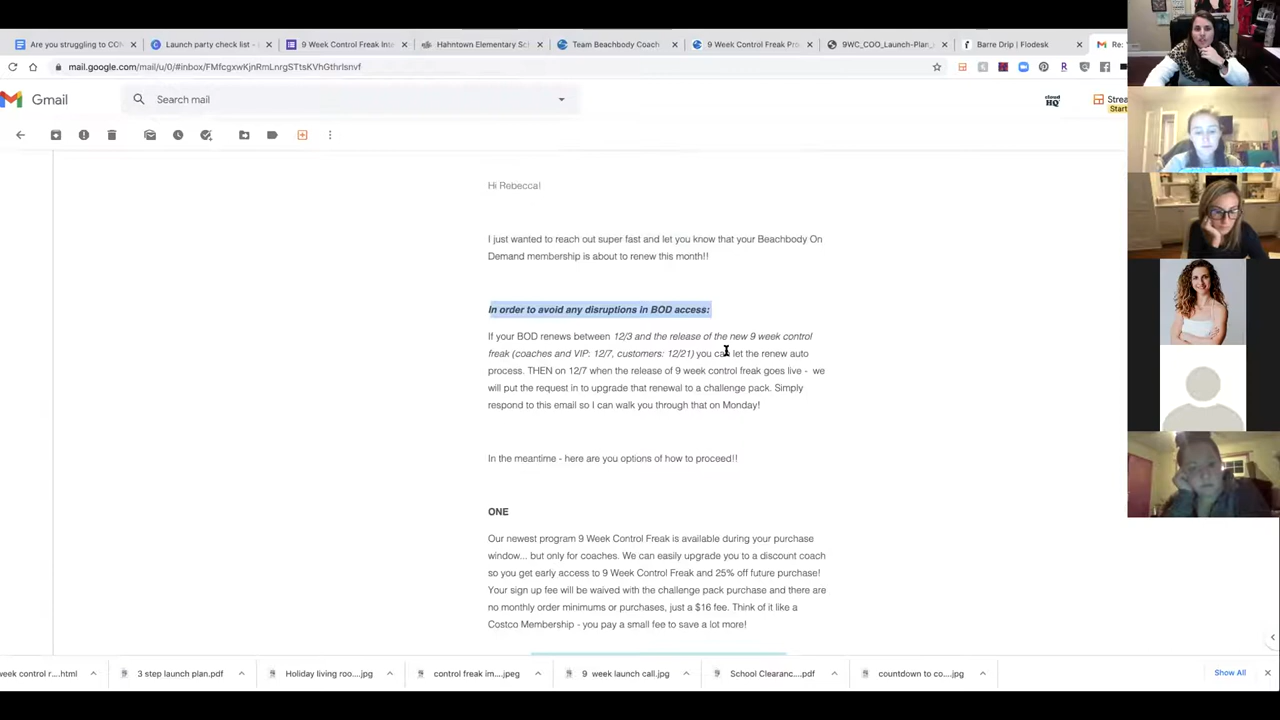 Are you struggling to CON
Launch party check list -
9 Week Control Freak Inte
Hahntown Elementary Sch
Team Beachbody Coach
9 Week Control Freak Pro
9WC_COO_Launch-Plan_
Barre Drip | Flodesk
Re:
mail.google.com/mail/u/0/#inbox/FMfcgxwKjnRmLnrgSTtsKVhGthrlsnvf
Gmail
Search mail
cloud
HQ
Strea
Start
Hi Rebecca!
I just wanted to reach out super fast and let you know that your Beachbody On
Demand membership is about to renew this month!!
In order to avoid any disruptions in BOD access:
If your BOD renews between 12/3 and the release of the new 9 week control
freak (coaches and VIP: 12/7, customers: 12/21) you can let the renew auto
process. THEN on 12/7 when the release of 9 week control freak goes live - we
will put the request in to upgrade that renewal to a challenge pack. Simply
respond to this email so I can walk you through that on Monday!
In the meantime - here are you options of how to proceed!!
ONE
Our newest program 9 Week Control Freak is available during your purchase
window... but only for coaches. We can easily upgrade you to a discount coach
so you get early access to 9 Week Control Freak and 25% off future purchase!
Your sign up fee will be waived with the challenge pack purchase and there are
no monthly order minimums or purchases, just a $16 fee. Think of it like a
Costco Membership - you pay a small fee to save a lot more!
week control r....html
3 step launch plan.pdf
Holiday living roo....jpg
control freak im....jpeg
9 week launch call.jpg
School Clearanc....pdf
countdown to co....jpg
Show All